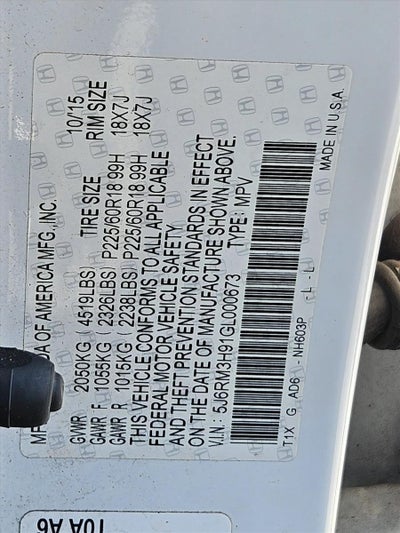 DA OF AMERICA MFG.,INC. 10/15
GVWR 2050KG ( 4519LBS) TIRE SIZE RIM SIZE
GAWR F 1055KG ( 2326LBS) P225/60R18 99H 18X7J
GAWR R 1015KG ( 2238LBS) P225/60R18 99H 18X7J
THIS VEHICLE CONFORMS TO ALL APPLICABLE
FEDERAL MOTOR VEHICLE SAFETY
AND THEFT PREVENTION STANDARDS IN EFFECT
ON THE DATE OF MANUFACTURE SHOWN ABOVE.
V.I.N.: 5J6RM3H91GL000673 TYPE: MPV
T1X G AD6 - NH603P - L - L MADE IN U.S.A.
TOA A6